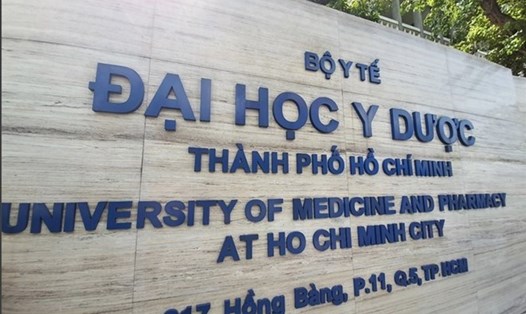 BỘ Y TẾ
ĐẠI HỌC Y DƯỢC
THÀNH PHỐ HỒ CHÍ MINH
UNIVERSITY OF MEDICINE AND PHARMACY
AT HO CHI MINH CITY
217 Hồng Bàng, P.11, Q.5, TP. HCM